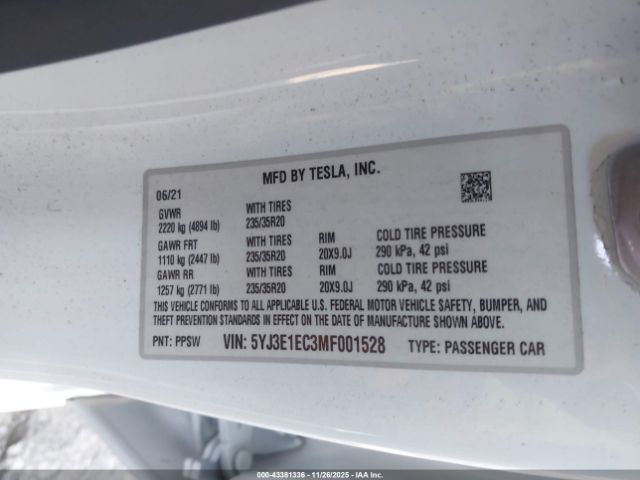 MFD BY TESLA, INC.
06/21
GVWR WITH TIRES
2220 kg (4894 lb) 235/35R20
GAWR FRT WITH TIRES RIM COLD TIRE PRESSURE
1110 kg (2447 lb) 235/35R20 20X9.0J 290 kPa, 42 psi
GAWR RR WITH TIRES RIM COLD TIRE PRESSURE
1257 kg (2771 lb) 235/35R20 20X9.0J 290 kPa, 42 psi
THIS VEHICLE CONFORMS TO ALL APPLICABLE U.S. FEDERAL MOTOR VEHICLE SAFETY, BUMPER, AND
THEFT PREVENTION STANDARDS IN EFFECT ON THE DATE OF MANUFACTURE SHOWN ABOVE.
PNT: PPSW VIN: 5YJ3E1EC3MF001528 TYPE: PASSENGER CAR
000-43381336 - 11/26/2025 - IAA Inc.